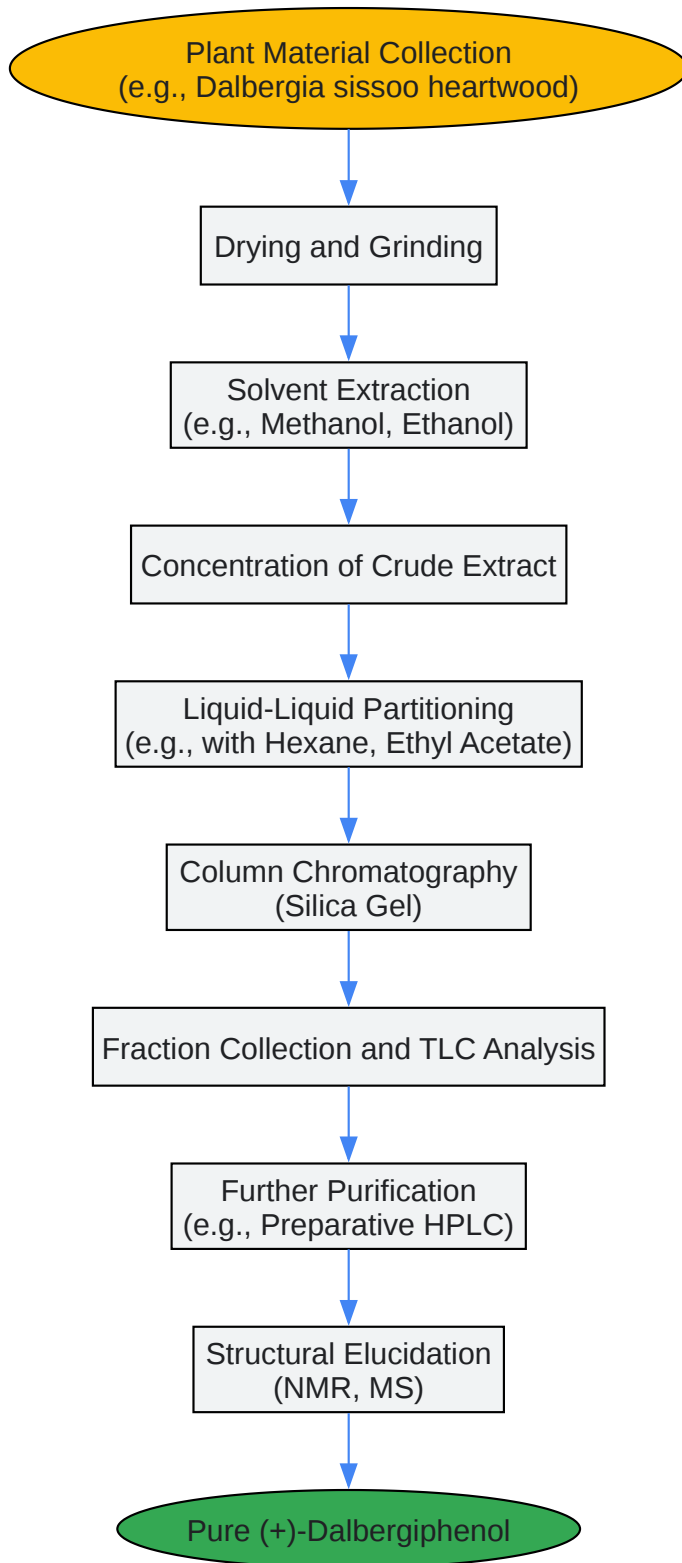 Plant Material Collection
(e.g., Dalbergia sissoo heartwood)
Drying and Grinding
Solvent Extraction
(e.g., Methanol, Ethanol)
Concentration of Crude Extract
Liquid-Liquid Partitioning
(e.g., with Hexane, Ethyl Acetate)
Column Chromatography
(Silica Gel)
Fraction Collection and TLC Analysis
Further Purification
(e.g., Preparative HPLC)
Structural Elucidation
(NMR, MS)
Pure (+)-Dalbergiphenol